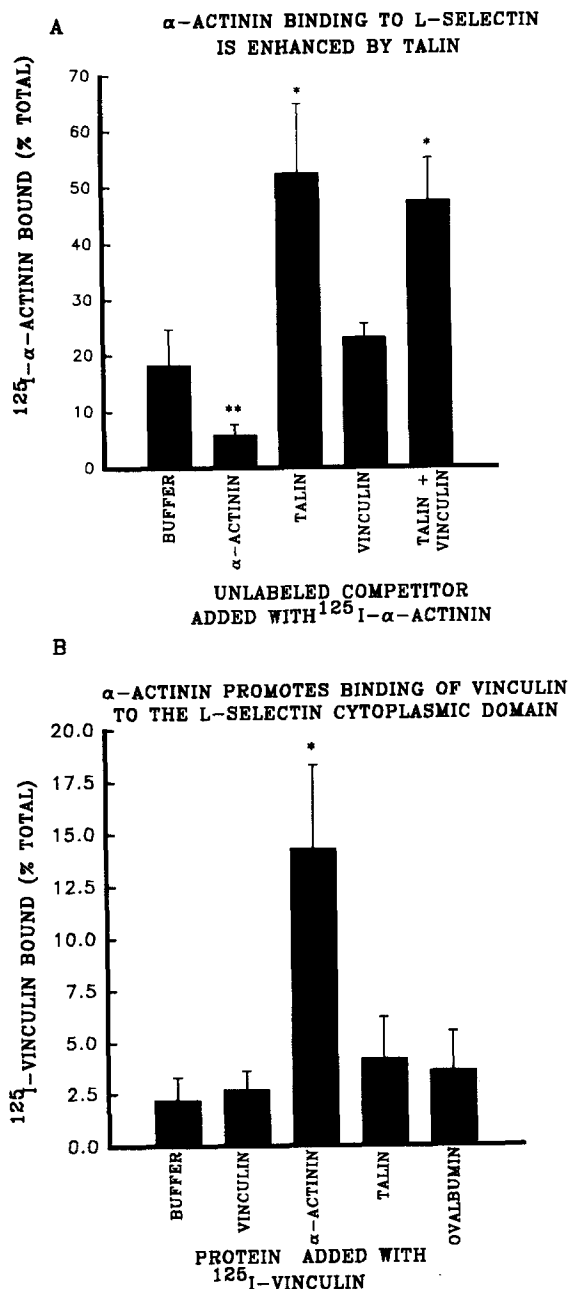 A
α-ACTININ BINDING TO L-SELECTIN
IS ENHANCED BY TALIN
125I-α-ACTININ BOUND (% TOTAL)
70
60
50
40
30
20
10
0
*
**
*
BUFFER
α-ACTININ
TALIN
VINCULIN
TALIN +
VINCULIN
UNLABELED COMPETITOR
ADDED WITH 125I-α-ACTININ
B
α-ACTININ PROMOTES BINDING OF VINCULIN
TO THE L-SELECTIN CYTOPLASMIC DOMAIN
125I-VINCULIN BOUND (% TOTAL)
20.0
17.5
15.0
12.5
10.0
7.5
5.0
2.5
0.0
*
BUFFER
VINCULIN
α-ACTININ
TALIN
OVALBUMIN
PROTEIN ADDED WITH
125I-VINCULIN